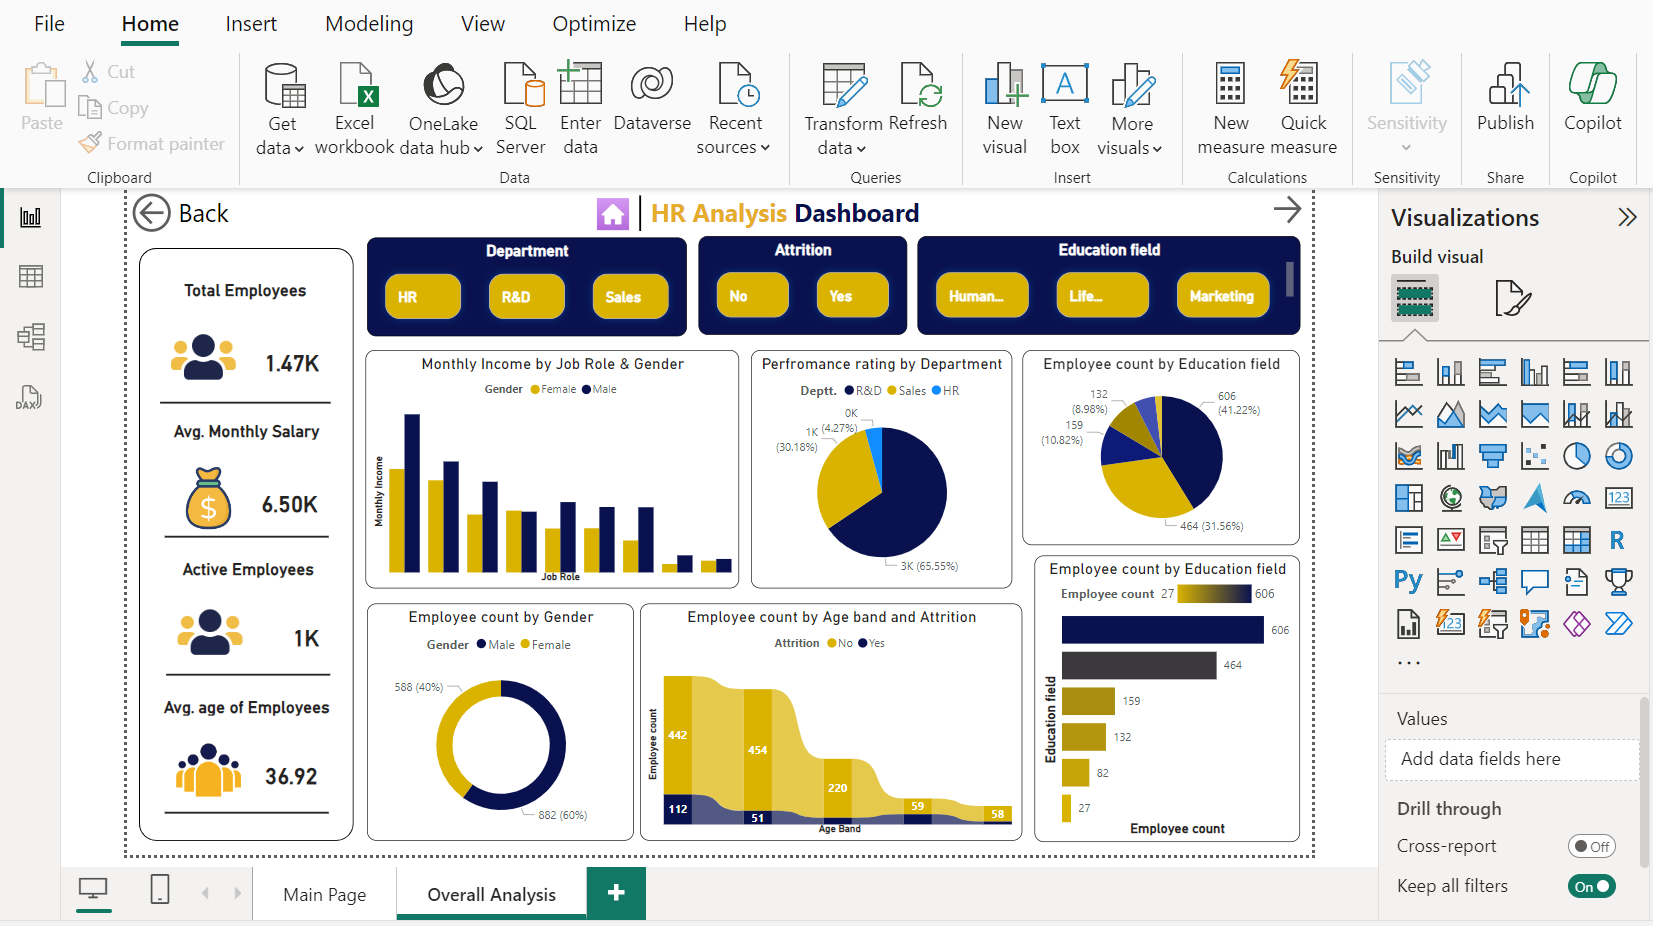 File Home Insert Modeling View Optimize Help
Paste
Cut
Copy
Format painter
Clipboard
Get data
Excel workbook
OneLake data hub
SQL Server
Enter data
Dataverse
Recent sources
Data
Transform data
Refresh
Queries
New visual
Text box
More visuals
Insert
New measure
Quick measure
Calculations
Sensitivity
Sensitivity
Publish
Share
Copilot
Copilot
Back
HR Analysis Dashboard
Total Employees
1.47K
Avg. Monthly Salary
6.50K
Active Employees
1K
Avg. age of Employees
36.92
Department
HR R&D Sales
Attrition
No Yes
Education field
Human... Life... Marketing
Monthly Income by Job Role & Gender
Gender Female Male
Monthly Income
Job Role
Perfromance rating by Department
Deptt. R&D Sales HR
0K
(4.27%)
1K
(30.18%)
3K (65.55%)
Employee count by Education field
132
(8.98%)
159
(10.82%)
606
(41.22%)
464 (31.56%)
Employee count by Gender
Gender Male Female
588 (40%)
882 (60%)
Employee count by Age band and Attrition
Attrition No Yes
Employee count
442
454
220
59
58
112
51
Age Band
Employee count by Education field
Employee count 27 606
Education field
606
464
159
132
82
27
Employee count
Visualizations
Build visual
123
R
Py
123
Values
Add data fields here
Drill through
Cross-report Off
Keep all filters On
DAX
Main Page
Overall Analysis
+